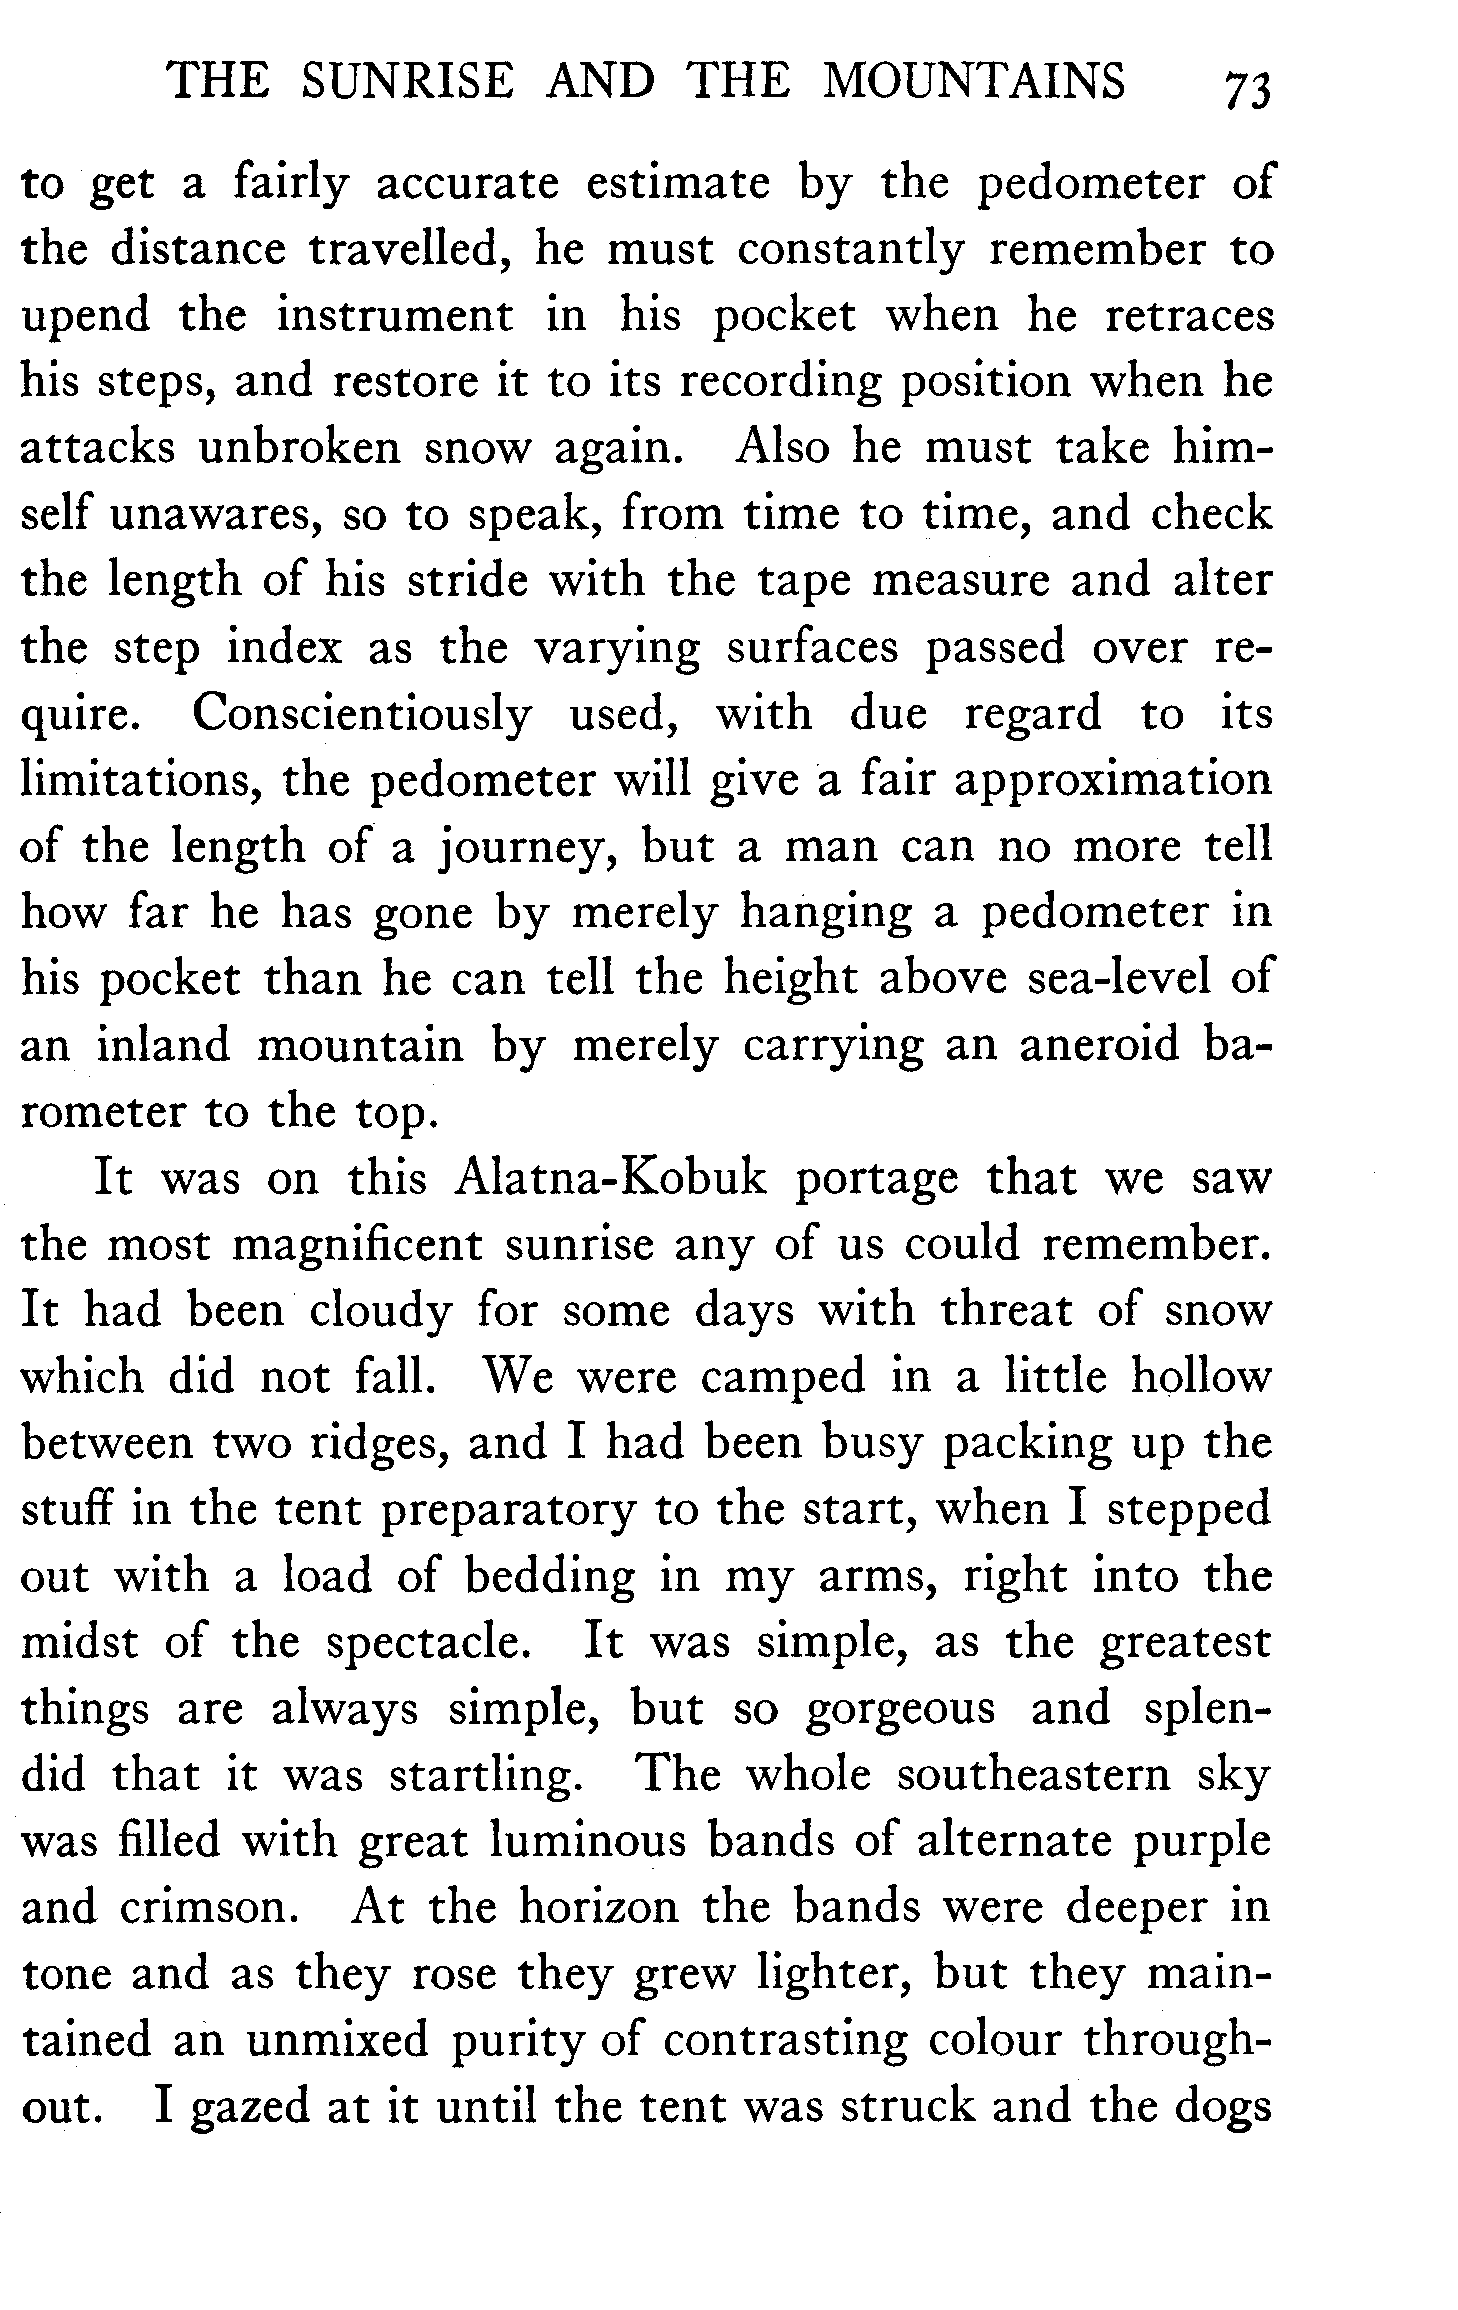 THE SUNRISE AND THE MOUNTAINS 73
to get a fairly accurate estimate by the pedometer of
the distance travelled, he must constantly remember to
upend the instrument in his pocket when he retraces
his steps, and restore it to its recording position when he
attacks unbroken snow again. Also he must take him-
self unawares, so to speak, from time to time, and check
the length of his stride with the tape measure and alter
the step index as the varying surfaces passed over re-
quire. Conscientiously used, with due regard to its
limitations, the pedometer will give a fair approximation
of the length of a journey, but a man can no more tell
how far he has gone by merely hanging a pedometer in
his pocket than he can tell the height above sea-level of
an inland mountain by merely carrying an aneroid ba-
rometer to the top.
It was on this Alatna-Kobuk portage that we saw
the most magnificent sunrise any of us could remember.
It had been cloudy for some days with threat of snow
which did not fall. We were camped in a little hollow
between two ridges, and I had been busy packing up the
stuff in the tent preparatory to the start, when I stepped
out with a load of bedding in my arms, right into the
midst of the spectacle. It was simple, as the greatest
things are always simple, but so gorgeous and splen-
did that it was startling. The whole southeastern sky
was filled with great luminous bands of alternate purple
and crimson. At the horizon the bands were deeper in
tone and as they rose they grew lighter, but they main-
tained an unmixed purity of contrasting colour through-
out. I gazed at it until the tent was struck and the dogs